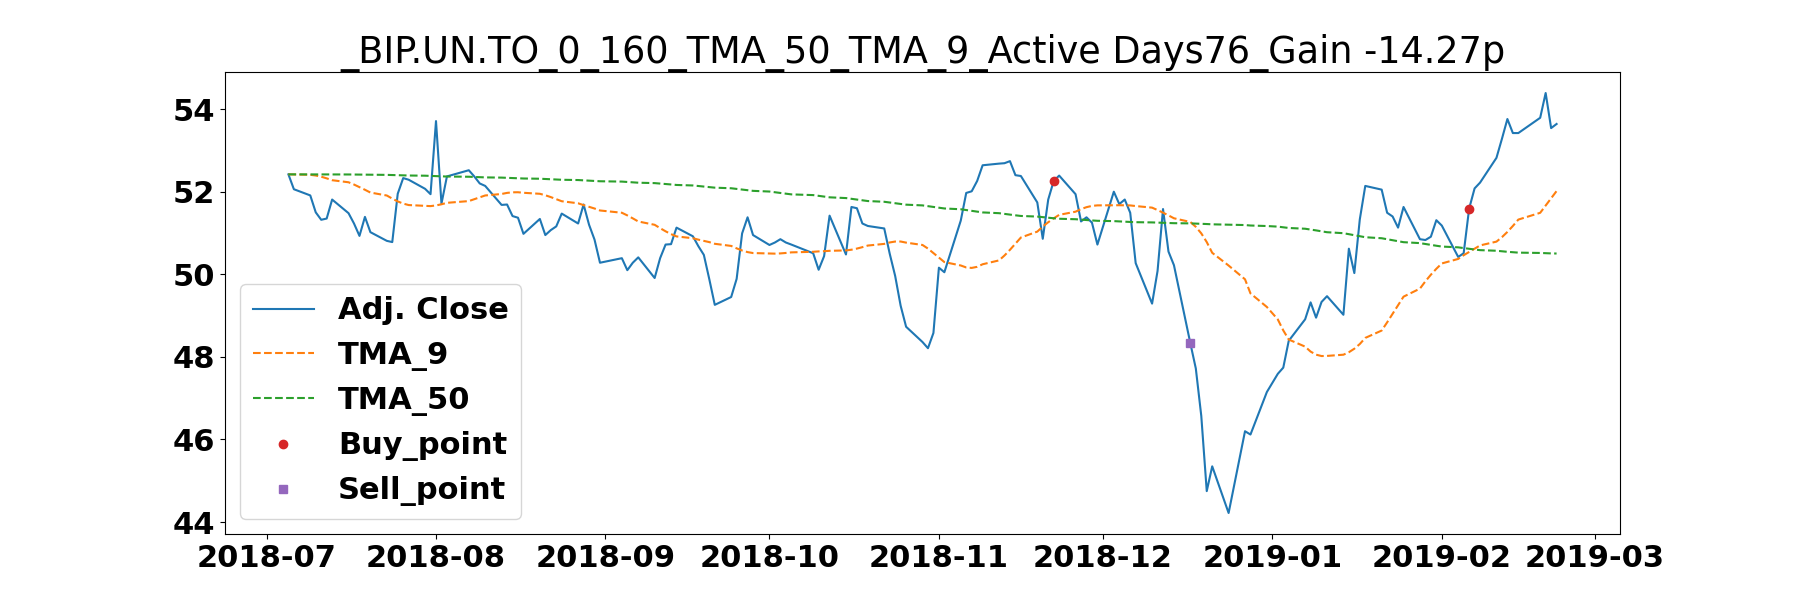 _BIP.UN.TO_0_160_TMA_50_TMA_9_Active Days76_Gain -14.27p
54
52
50
48
46
44
Adj. Close
TMA_9
TMA_50
Buy_point
Sell_point
2018-07 2018-08 2018-09 2018-10 2018-11 2018-12 2019-01 2019-02 2019-03